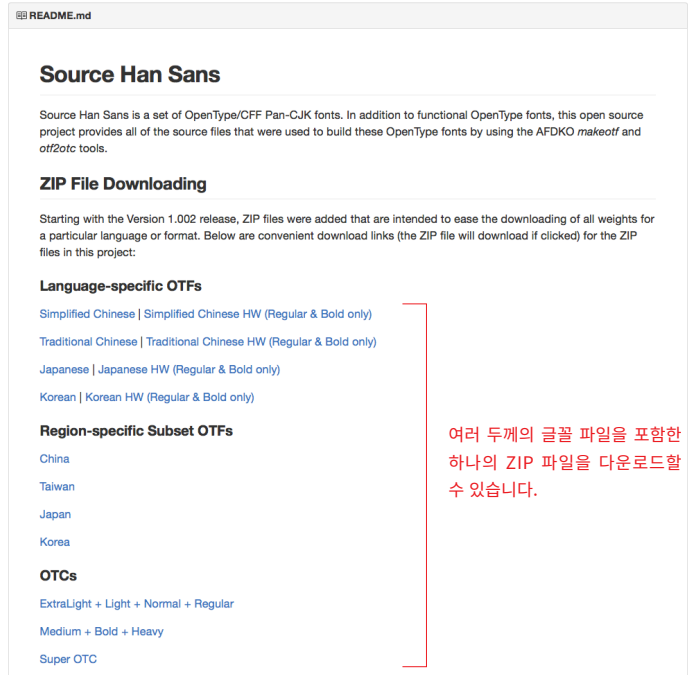 README.md
Source Han Sans
Source Han Sans is a set of OpenType/CFF Pan-CJK fonts. In addition to functional OpenType fonts, this open source
project provides all of the source files that were used to build these OpenType fonts by using the AFDKO makeotf and
otf2otc tools.
ZIP File Downloading
Starting with the Version 1.002 release, ZIP files were added that are intended to ease the downloading of all weights for
a particular language or format. Below are convenient download links (the ZIP file will download if clicked) for the ZIP
files in this project:
Language-specific OTFs
Simplified Chinese | Simplified Chinese HW (Regular & Bold only)
Traditional Chinese | Traditional Chinese HW (Regular & Bold only)
Japanese | Japanese HW (Regular & Bold only)
Korean | Korean HW (Regular & Bold only)
Region-specific Subset OTFs
China
Taiwan
Japan
Korea
OTCs
ExtraLight + Light + Normal + Regular
Medium + Bold + Heavy
Super OTC
여러 두께의 글꼴 파일을 포함한
하나의 ZIP 파일을 다운로드할
수 있습니다.